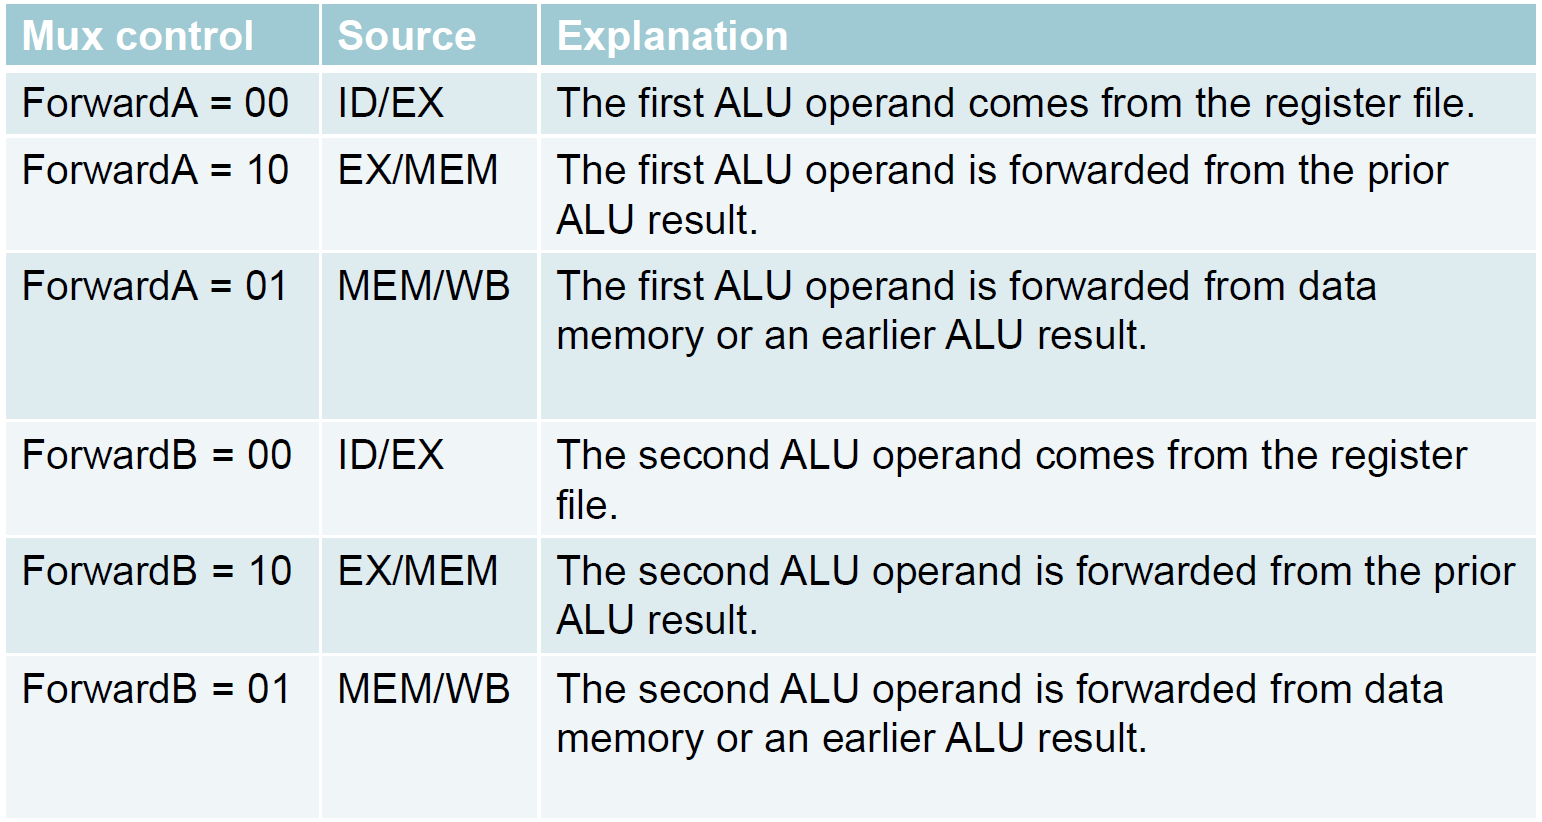 Mux control Source Explanation
ForwardA = 00 ID/EX The first ALU operand comes from the register file.
ForwardA = 10 EX/MEM The first ALU operand is forwarded from the prior
ALU result.
ForwardA = 01 MEM/WB The first ALU operand is forwarded from data
memory or an earlier ALU result.
ForwardB = 00 ID/EX The second ALU operand comes from the register
file.
ForwardB = 10 EX/MEM The second ALU operand is forwarded from the prior
ALU result.
ForwardB = 01 MEM/WB The second ALU operand is forwarded from data
memory or an earlier ALU result.